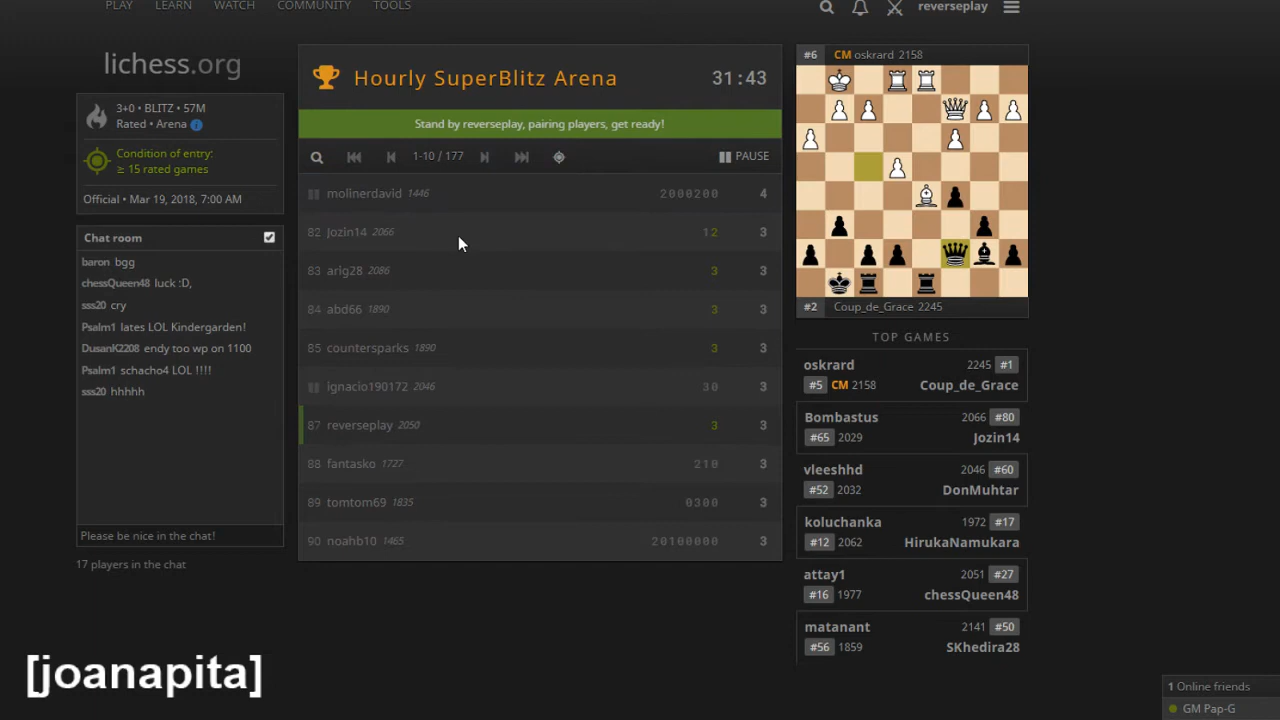 PLAY LEARN WATCH COMMUNITY TOOLS reverseplay
lichess.org
3+0 • BLITZ • 57M
Rated • Arena
Condition of entry:
≥ 15 rated games
Official • Mar 19, 2018, 7:00 AM
Chat room
baron bgg
chessQueen48 luck :D,
sss20 cry
Psalm1 lates LOL Kindergarden!
DusanK2208 endy too wp on 1100
Psalm1 schacho4 LOL !!!!
sss20 hhhhh
Please be nice in the chat!
17 players in the chat
Hourly SuperBlitz Arena 31:43
Stand by reverseplay, pairing players, get ready!
1-10 / 177 PAUSE
molinerdavid 1446 2000200 4
82 Jozin14 2066 12 3
83 arlg28 2086 3 3
84 abd66 1890 3 3
85 countersparks 1890 3 3
ignacio190172 2046 30 3
87 reverseplay 2050 3 3
88 fantasko 1727 210 3
89 tomtom69 1835 0300 3
90 noahb10 1465 20100000 3
#6 CM oskrard 2158
#2 Coup_de_Grace 2245
TOP GAMES
oskrard 2245 #1
#5 CM 2158 Coup_de_Grace
Bombastus 2066 #80
#65 2029 Jozin14
vleeshhd 2046 #60
#52 2032 DonMuhtar
koluchanka 1972 #17
#12 2062 HirukaNamukara
attay1 2051 #27
#16 1977 chessQueen48
matanant 2141 #50
#56 1859 SKhedira28
1 Online friends
GM Pap-G
[joanapita]